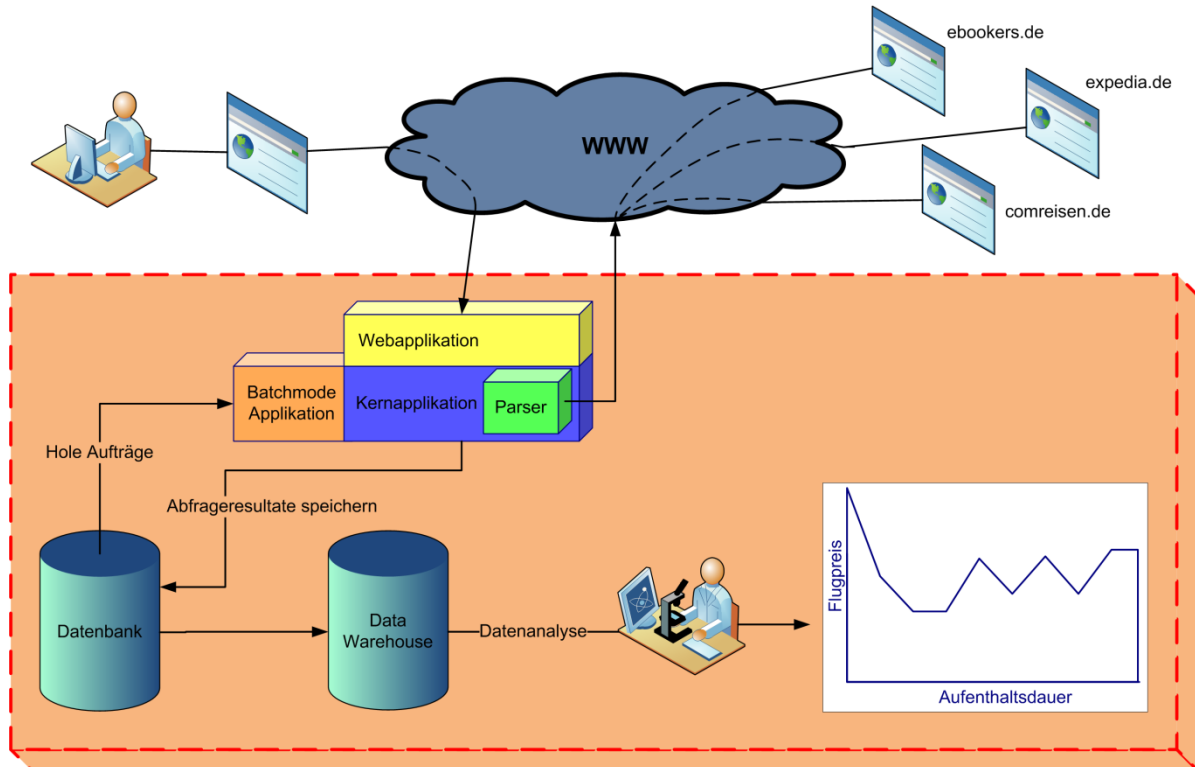 ebookers.de
expedia.de
www
comreisen.de
Webapplikation
Batchmode
Applikation
Kernapplikation
Parser
Hole Aufträge
Abfrageresultate speichern
Datenbank
Data
Warehouse
Datenanalyse
Flugpreis
Aufenthaltsdauer